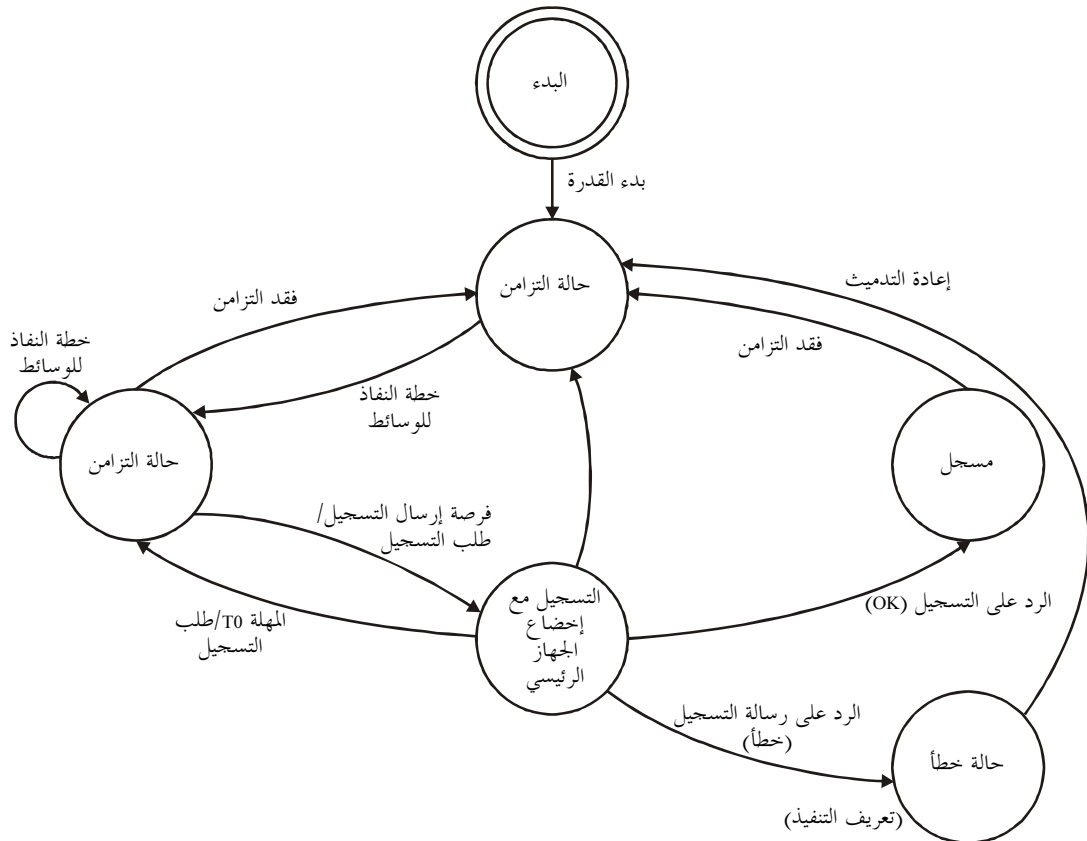 البدء
بدء القدرة
حالة التزامن
إعادة التدميث
فقد التزامن
فقد التزامن
خطة النفاذ
للوسائط
خطة النفاذ
للوسائط
حالة التزامن
مسجل
فرصة إرسال التسجيل/
طلب التسجيل
التسجيل مع
إخضاع
الجهاز
الرئيسي
الرد على التسجيل (OK)
المهلة T0/طلب
التسجيل
الرد على رسالة التسجيل
(خطأ)
حالة خطأ
(تعريف التنفيذ)